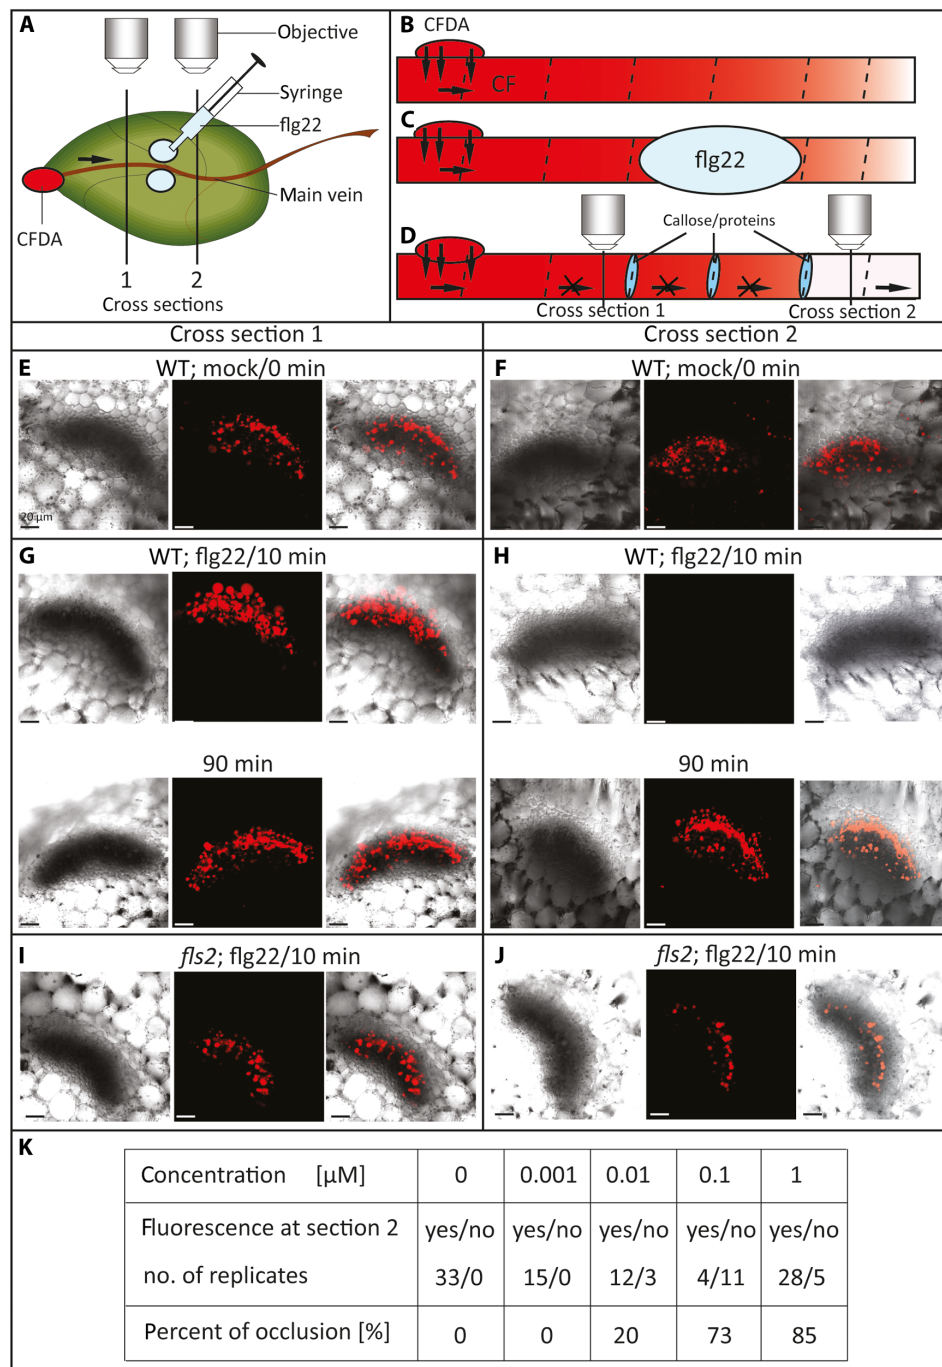 A
Objective
Syringe
flg22
Main vein
CFDA
1 2
Cross sections
B
CFDA
CF
C
flg22
D
Callose/proteins
Cross section 1
Cross section 2
Cross section 1
Cross section 2
E
WT; mock/0 min
20 µm
F
WT; mock/0 min
G
WT; flg22/10 min
90 min
H
WT; flg22/10 min
90 min
I
fls2; flg22/10 min
J
fls2; flg22/10 min
K
Concentration [µM] 0 0.001 0.01 0.1 1
Fluorescence at section 2 yes/no yes/no yes/no yes/no yes/no
no. of replicates 33/0 15/0 12/3 4/11 28/5
Percent of occlusion [%] 0 0 20 73 85